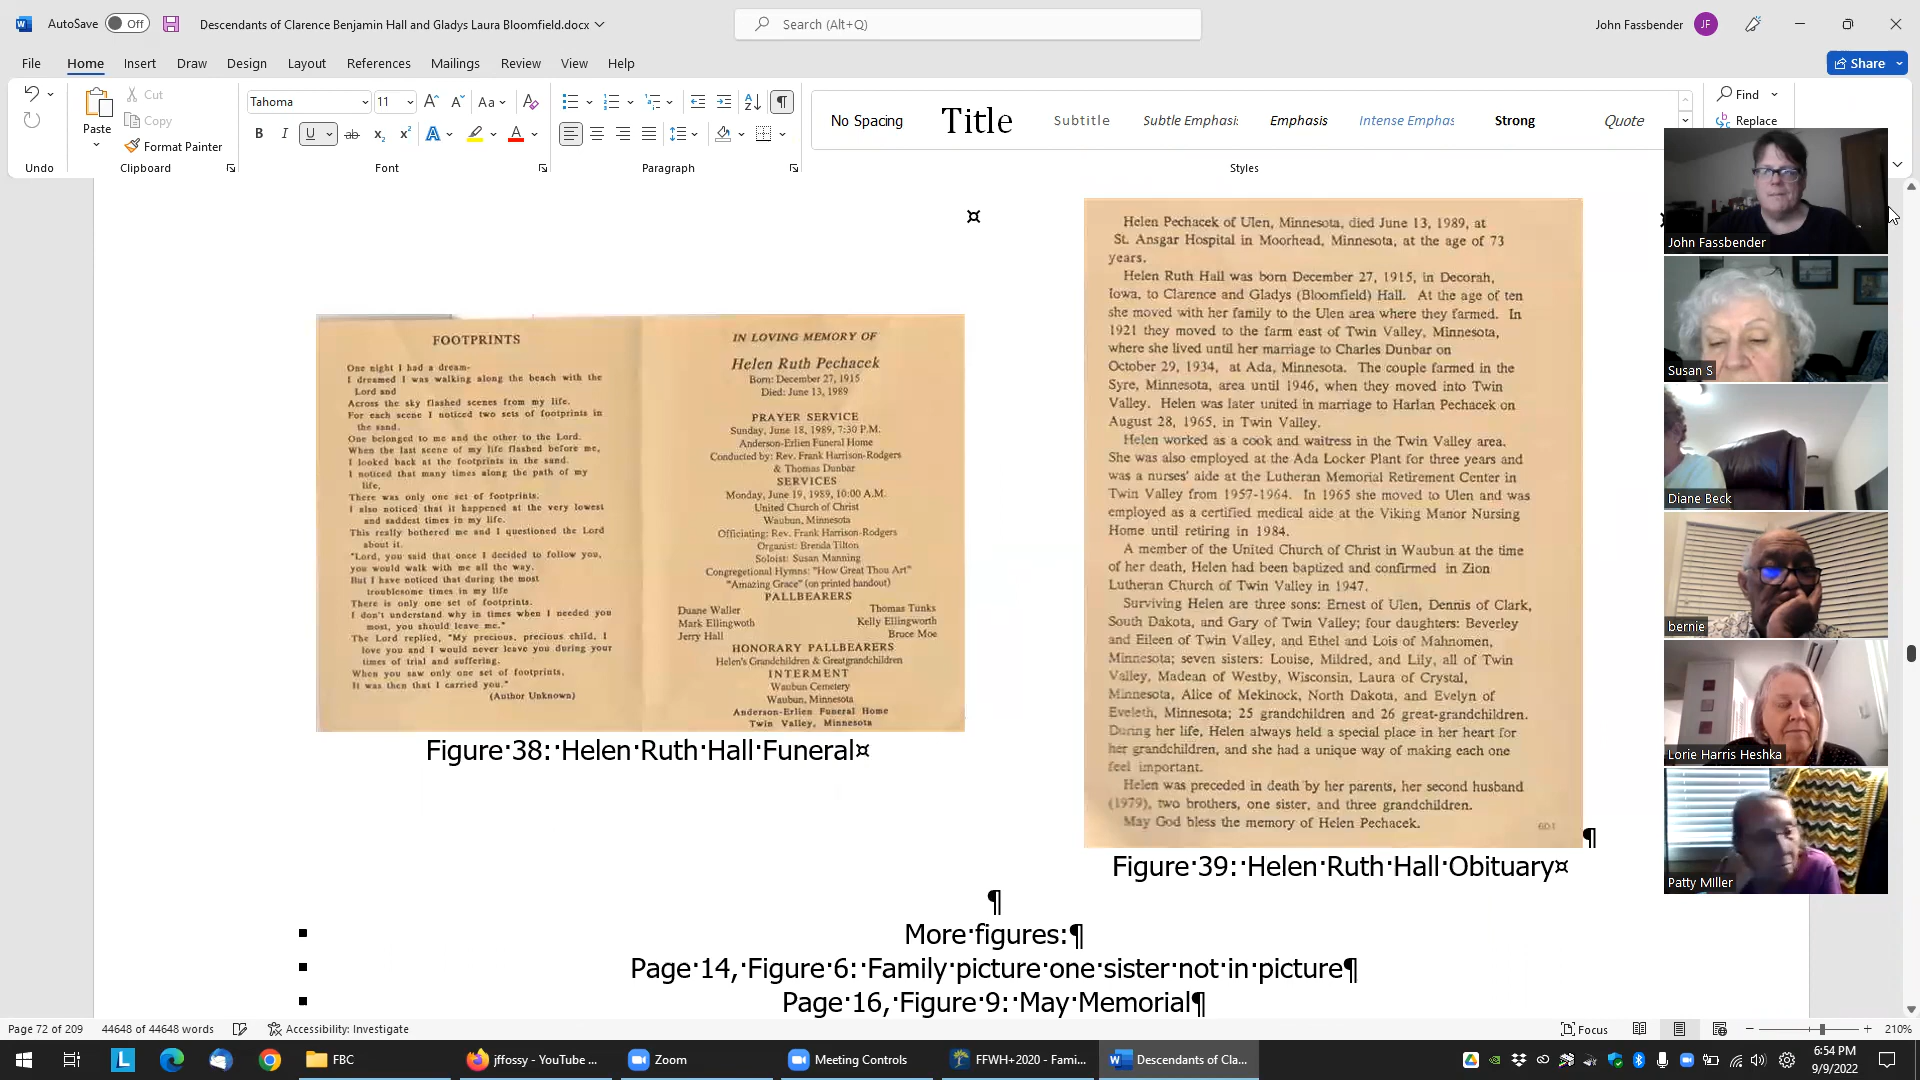 AutoSave Off
Descendants of Clarence Benjamin Hall and Gladys Laura Bloomfield.docx
Search (Alt+Q)
John Fassbender JF
File Home Insert Draw Design Layout References Mailings Review View Help
Share
Undo
Paste
Cut
Copy
Format Painter
Clipboard
Tahoma 11
Font
Paragraph
No Spacing
Title
Subtitle
Subtle Emphasis
Emphasis
Intense Emphas
Strong
Quote
Styles
Find
Replace
FOOTPRINTS
One night I had a dream-
I dreamed I was walking along the beach with the
Lord and
Across the sky flashed scenes from my life.
For each scene I noticed two sets of footprints in
the sand.
One belonged to me and the other to the Lord.
When the last scene of my life flashed before me,
I looked back at the footprints in the sand.
I noticed that many times along the path of my
life,
There was only one set of footprints.
I also noticed that it happened at the very lowest
and saddest times in my life.
This really bothered me and I questioned the Lord
about it.
"Lord, you said that once I decided to follow you,
you would walk with me all the way.
But I have noticed that during the most
troublesome times in my life
There is only one set of footprints.
I don't understand why in times when I needed you
most, you should leave me."
The Lord replied, "My precious, precious child, I
love you and I would never leave you during your
times of trial and suffering.
When you saw only one set of footprints,
It was then that I carried you."
(Author Unknown)
IN LOVING MEMORY OF
Helen Ruth Pechacek
Born: December 27, 1915
Died: June 13, 1989
PRAYER SERVICE
Sunday, June 18, 1989, 7:30 P.M.
Anderson-Erlien Funeral Home
Conducted by: Rev. Frank Harrison-Rodgers
& Thomas Dunbar
SERVICES
Monday, June 19, 1989, 10:00 A.M.
United Church of Christ
Waubun, Minnesota
Officiating: Rev. Frank Harrison-Rodgers
Organist: Brenda Tilton
Soloist: Susan Manning
Congregetional Hymns: "How Great Thou Art"
"Amazing Grace" (on printed handout)
PALLBEARERS
Duane Waller Thomas Tunks
Mark Ellingwoth Kelly Ellingworth
Jerry Hall Bruce Moe
HONORARY PALLBEARERS
Helen's Grandchildren & Greatgrandchildren
INTERMENT
Waubun Cemetery
Waubun, Minnesota
Anderson-Erlien Funeral Home
Twin Valley, Minnesota
Figure 38: Helen Ruth Hall Funeral¤
Helen Pechacek of Ulen, Minnesota, died June 13, 1989, at
St. Ansgar Hospital in Moorhead, Minnesota, at the age of 73
years.
Helen Ruth Hall was born December 27, 1915, in Decorah,
Iowa, to Clarence and Gladys (Bloomfield) Hall. At the age of ten
she moved with her family to the Ulen area where they farmed. In
1921 they moved to the farm east of Twin Valley, Minnesota,
where she lived until her marriage to Charles Dunbar on
October 29, 1934, at Ada, Minnesota. The couple farmed in the
Syre, Minnesota, area until 1946, when they moved into Twin
Valley. Helen was later united in marriage to Harlan Pechacek on
August 28, 1965, in Twin Valley.
Helen worked as a cook and waitress in the Twin Valley area.
She was also employed at the Ada Locker Plant for three years and
was a nurses' aide at the Lutheran Memorial Retirement Center in
Twin Valley from 1957-1964. In 1965 she moved to Ulen and was
employed as a certified medical aide at the Viking Manor Nursing
Home until retiring in 1984.
A member of the United Church of Christ in Waubun at the time
of her death, Helen had been baptized and confirmed in Zion
Lutheran Church of Twin Valley in 1947.
Surviving Helen are three sons: Ernest of Ulen, Dennis of Clark,
South Dakota, and Gary of Twin Valley; four daughters: Beverley
and Eileen of Twin Valley, and Ethel and Lois of Mahnomen,
Minnesota; seven sisters: Louise, Mildred, and Lily, all of Twin
Valley, Madean of Westby, Wisconsin, Laura of Crystal,
Minnesota, Alice of Mekinock, North Dakota, and Evelyn of
Eveleth, Minnesota; 25 grandchildren and 26 great-grandchildren.
During her life, Helen always held a special place in her heart for
her grandchildren, and she had a unique way of making each one
feel important.
Helen was preceded in death by her parents, her second husband
(1979), two brothers, one sister, and three grandchildren.
May God bless the memory of Helen Pechacek.
601
Figure 39: Helen Ruth Hall Obituary¤
More figures:¶
Page 14, Figure 6: Family picture one sister not in picture¶
Page 16, Figure 9: May Memorial¶
John Fassbender
Susan S
Diane Beck
bernie
Lorie Harris Heshka
Patty Miller
Page 72 of 209 44648 of 44648 words Accessibility: Investigate Focus 210%
FBC
jffossy - YouTube ...
Zoom
Meeting Controls
FFWH+2020 - Fami...
Descendants of Cla...
6:54 PM
9/9/2022